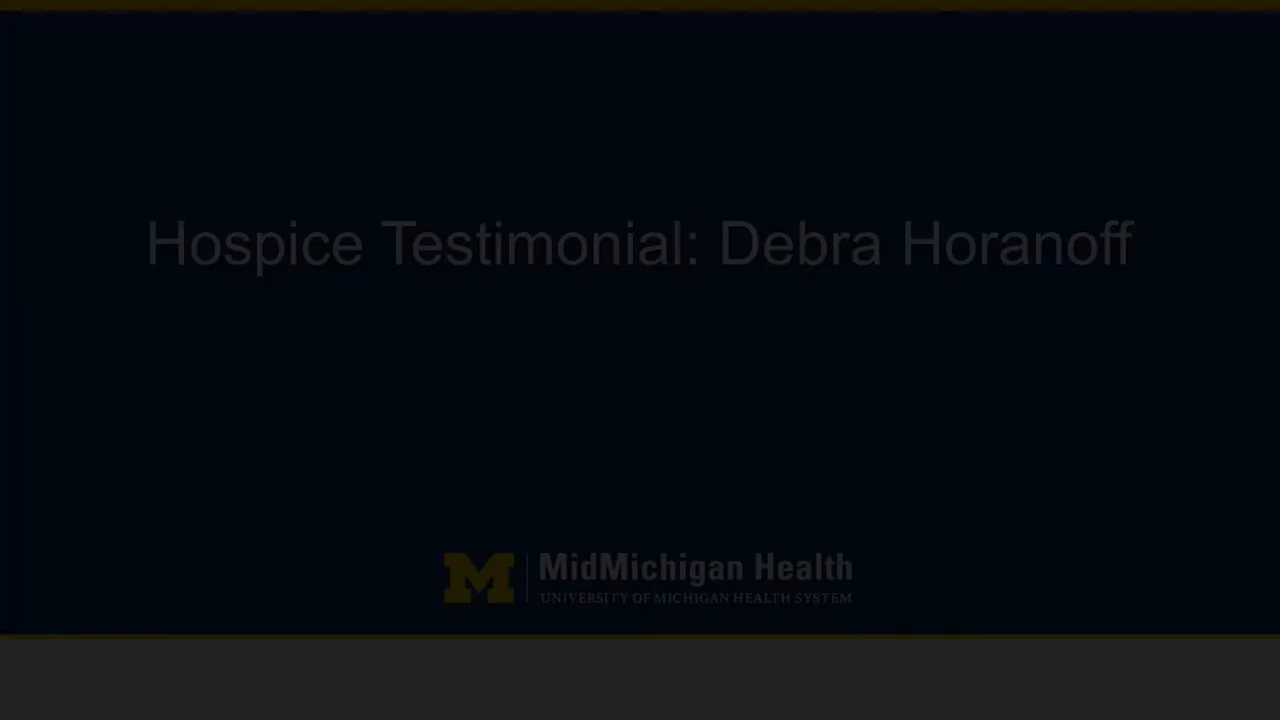 Hospice Testimonial: Debra Horanoff
M
MidMichigan Health
UNIVERSITY OF MICHIGAN HEALTH SYSTEM